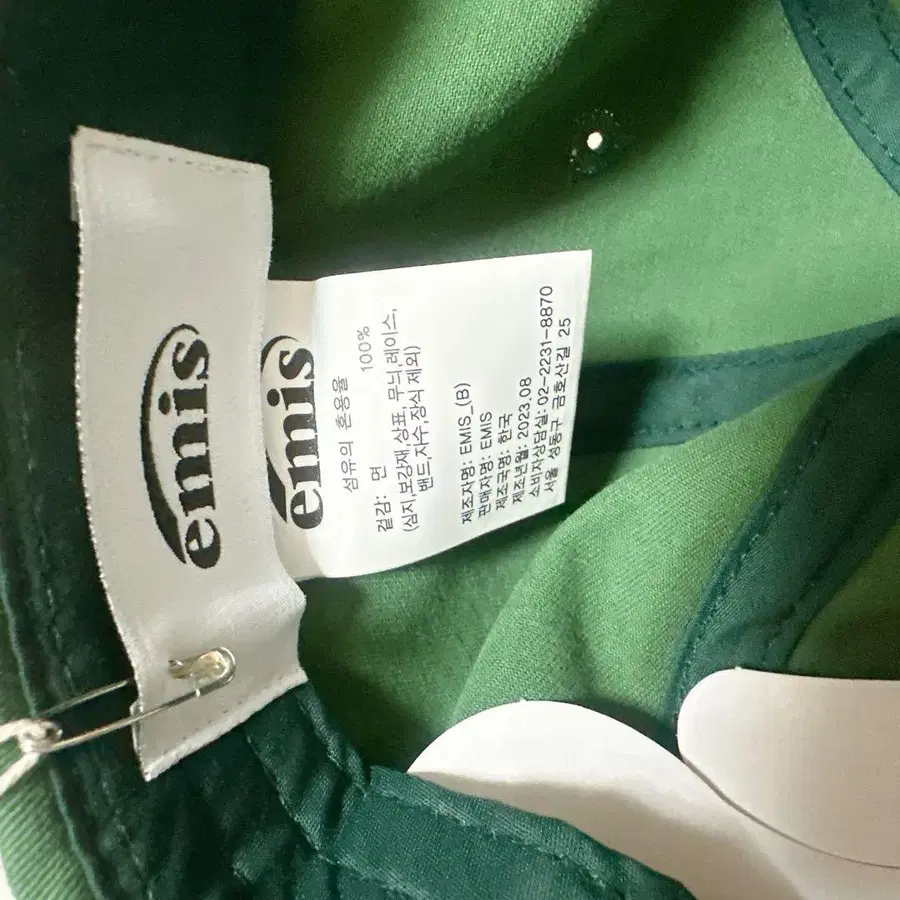 emis
emis
섬유의 혼용율
겉감: 면 100%
(심지,보강재,상표, 무늬,레이스,
밴드,자수,장식 제외)
제조자명: EMIS_(B)
판매자명: EMIS
제조국명: 한국
제조년월: 2023.08
소비자상담실: 02-2231-8870
서울 성동구 금호산길 25